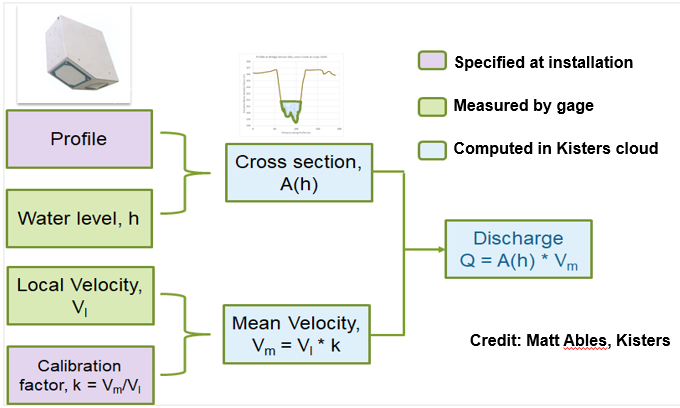 Specified at installation
Measured by gage
Computed in Kisters cloud
Profile
Water level, h
Cross section,
A(h)
Local Velocity,
Vl
Calibration
factor, k = Vm/Vl
Mean Velocity,
Vm = Vl * k
Discharge
Q = A(h) * Vm
Credit: Matt Ables, Kisters